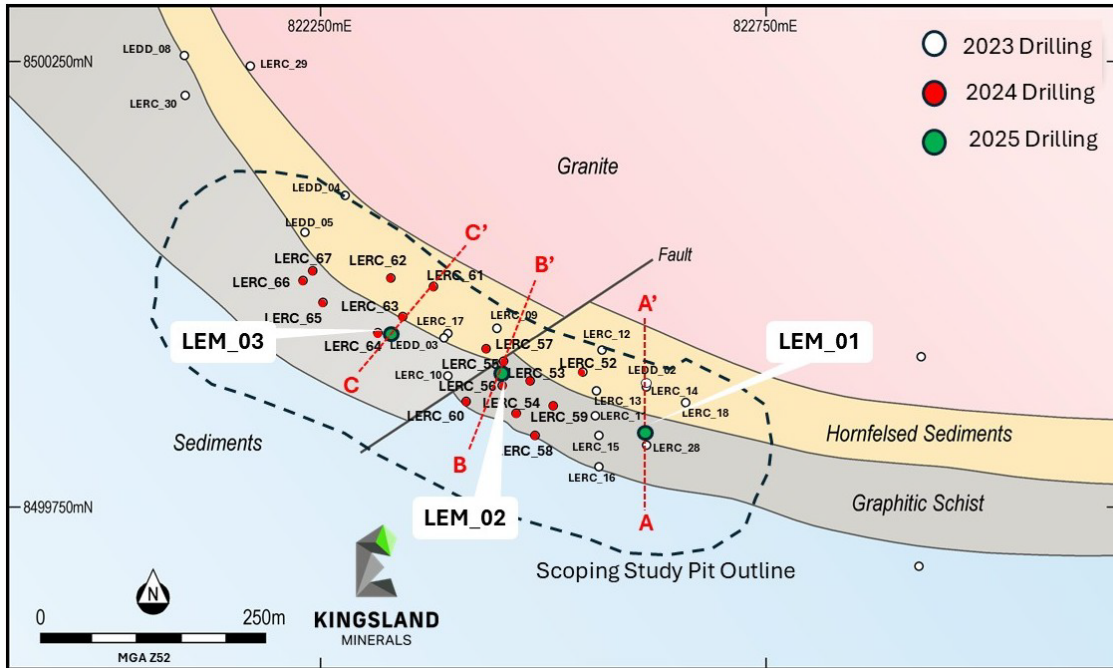 822250mE
822750mE
8500250mN
LEDD_08
LERC_29
LERC_30
2023 Drilling
2024 Drilling
2025 Drilling
Granite
LEDD_04
LEDD_05
C'
LERC_67
LERC_62
LERC_61
LERC_66
B'
Fault
LERC_65
LERC_63
A'
LEM_03
LERC_64
LERC_17
LEDD_03
LERC_09
LERC_57
LERC_12
LEM_01
LERC_10
LERC_55
LERC_53
LERC_52
LEDD_02
LERC_14
C
LERC_56
LERC_54
LERC_13
LERC_18
LERC_60
LERC_59
LERC_1
Sediments
LERC_58
LERC_15
LERC_28
Hornfelsed Sediments
B
LERC_16
8499750mN
Graphitic Schist
LEM_02
A
Scoping Study Pit Outline
N
0
250m
MGA Z52
KINGSLAND
MINERALS